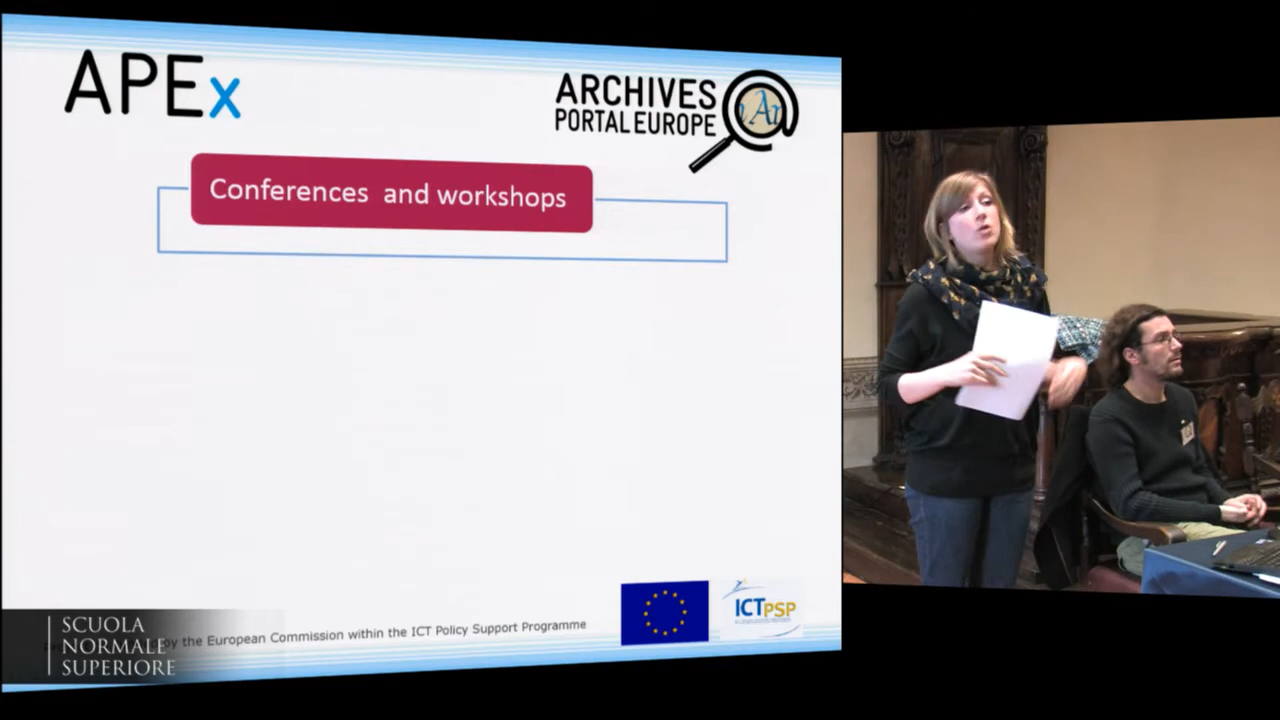 APEx
ARCHIVES
PORTAL EUROPE
Conferences and workshops
by the European Commission within the ICT Policy Support Programme
ICT PSP
SCUOLA
NORMALE
SUPERIORE